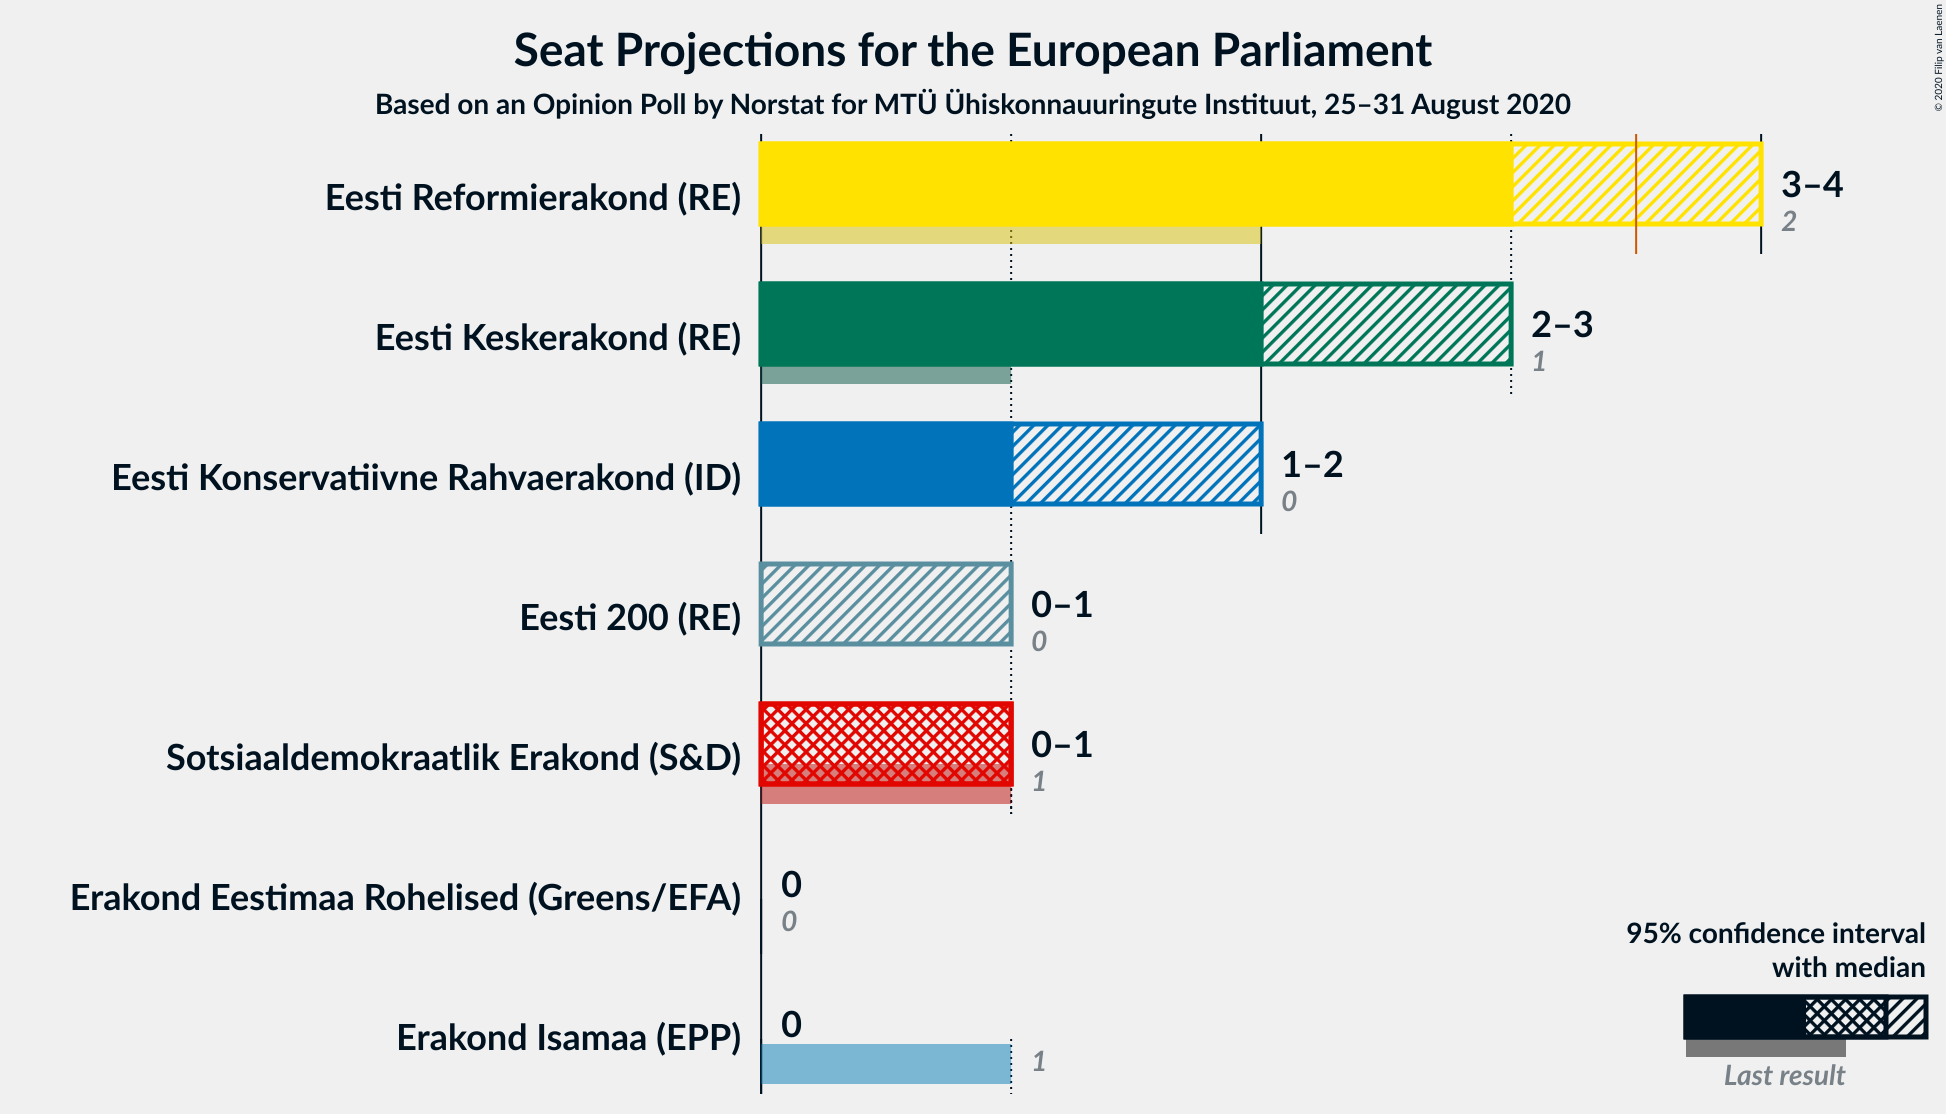 Seat Projections for the European Parliament
Based on an Opinion Poll by Norstat for MTÜ Ühiskonnauuringute Instituut, 25–31 August 2020
© 2020 Filip van Laenen
Eesti Reformierakond (RE)
3–4
2
Eesti Keskerakond (RE)
2–3
1
Eesti Konservatiivne Rahvaerakond (ID)
1–2
0
Eesti 200 (RE)
0–1
0
Sotsiaaldemokraatlik Erakond (S&D)
0–1
1
Erakond Eestimaa Rohelised (Greens/EFA)
0
0
Erakond Isamaa (EPP)
0
1
95% confidence interval
with median
Last result